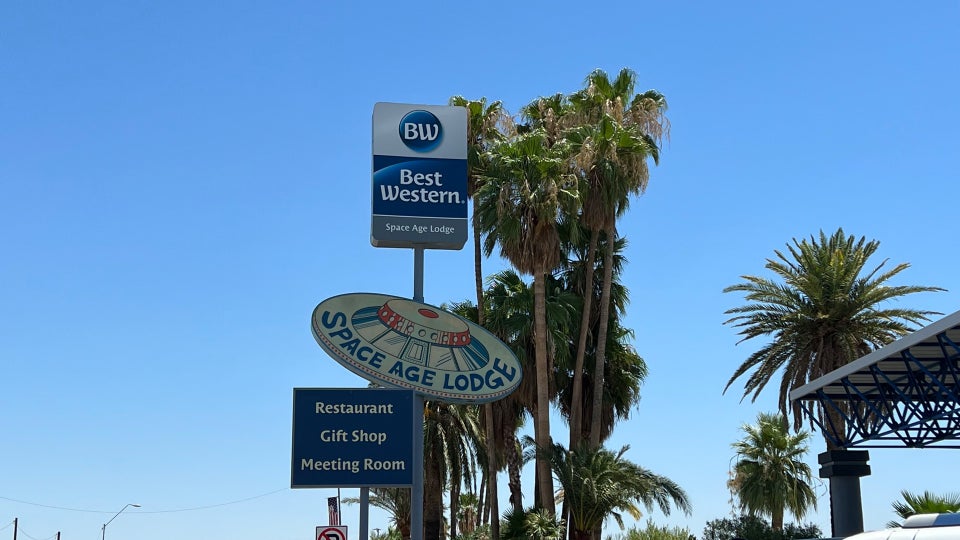 BW
Best
Western®
Space Age Lodge
SPACE AGE LODGE
Restaurant
Gift Shop
Meeting Room
P